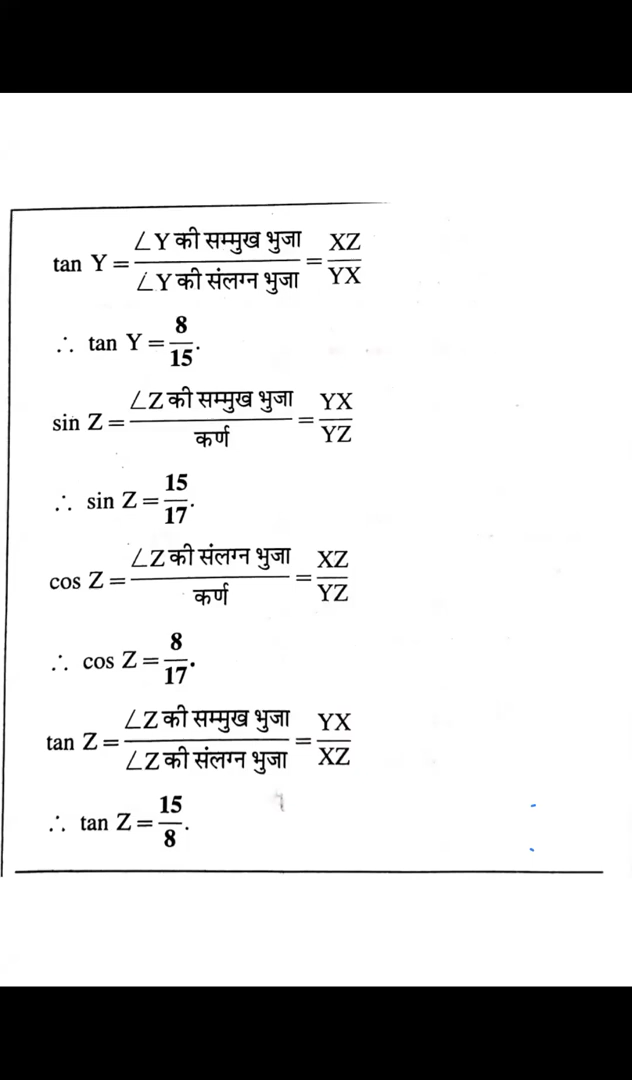 tan Y = ∠Y की सम्मुख भुजा / ∠Y की संलग्न भुजा = XZ / YX
∴ tan Y = 8/15.
sin Z = ∠Z की सम्मुख भुजा / कर्ण = YX / YZ
∴ sin Z = 15/17.
cos Z = ∠Z की संलग्न भुजा / कर्ण = XZ / YZ
∴ cos Z = 8/17.
tan Z = ∠Z की सम्मुख भुजा / ∠Z की संलग्न भुजा = YX / XZ
∴ tan Z = 15/8.